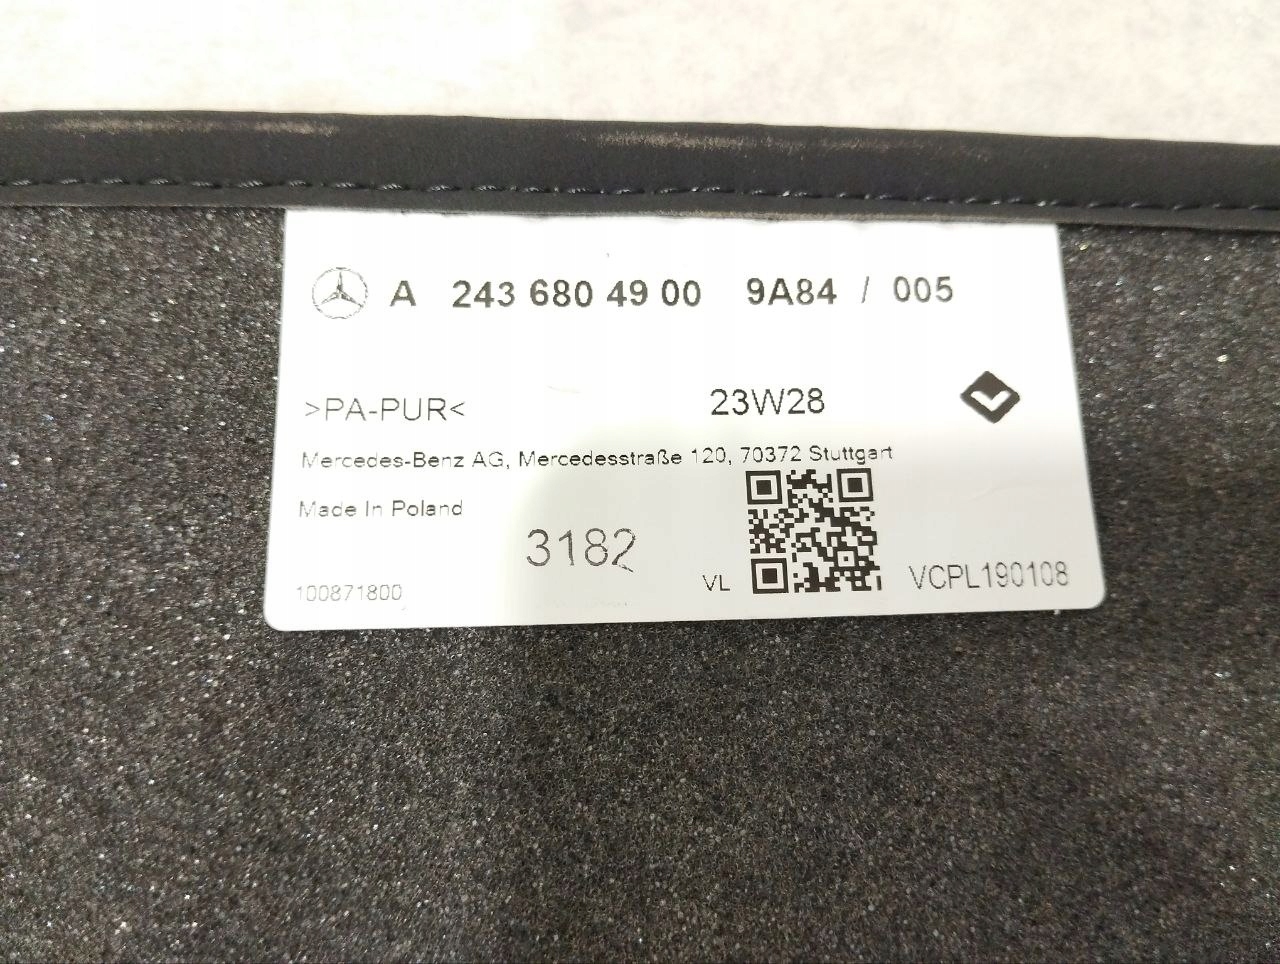 A 243 680 49 00 9A84 / 005
>PA-PUR< 23W28
Mercedes-Benz AG, Mercedesstraße 120, 70372 Stuttgart
Made In Poland
3182
100871800 VL VCPL190108